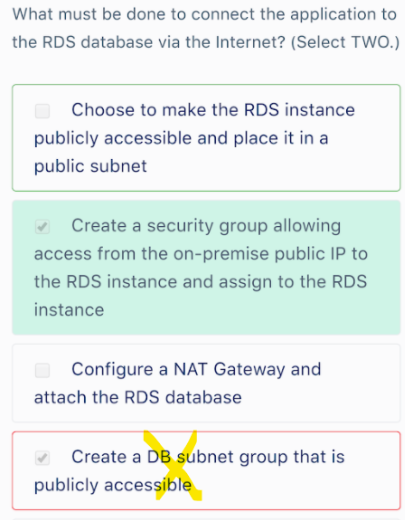 What must be done to connect the application to
the RDS database via the Internet? (Select TWO.)
Choose to make the RDS instance
publicly accessible and place it in a
public subnet
Create a security group allowing
access from the on-premise public IP to
the RDS instance and assign to the RDS
instance
Configure a NAT Gateway and
attach the RDS database
Create a DB subnet group that is
publicly accessible